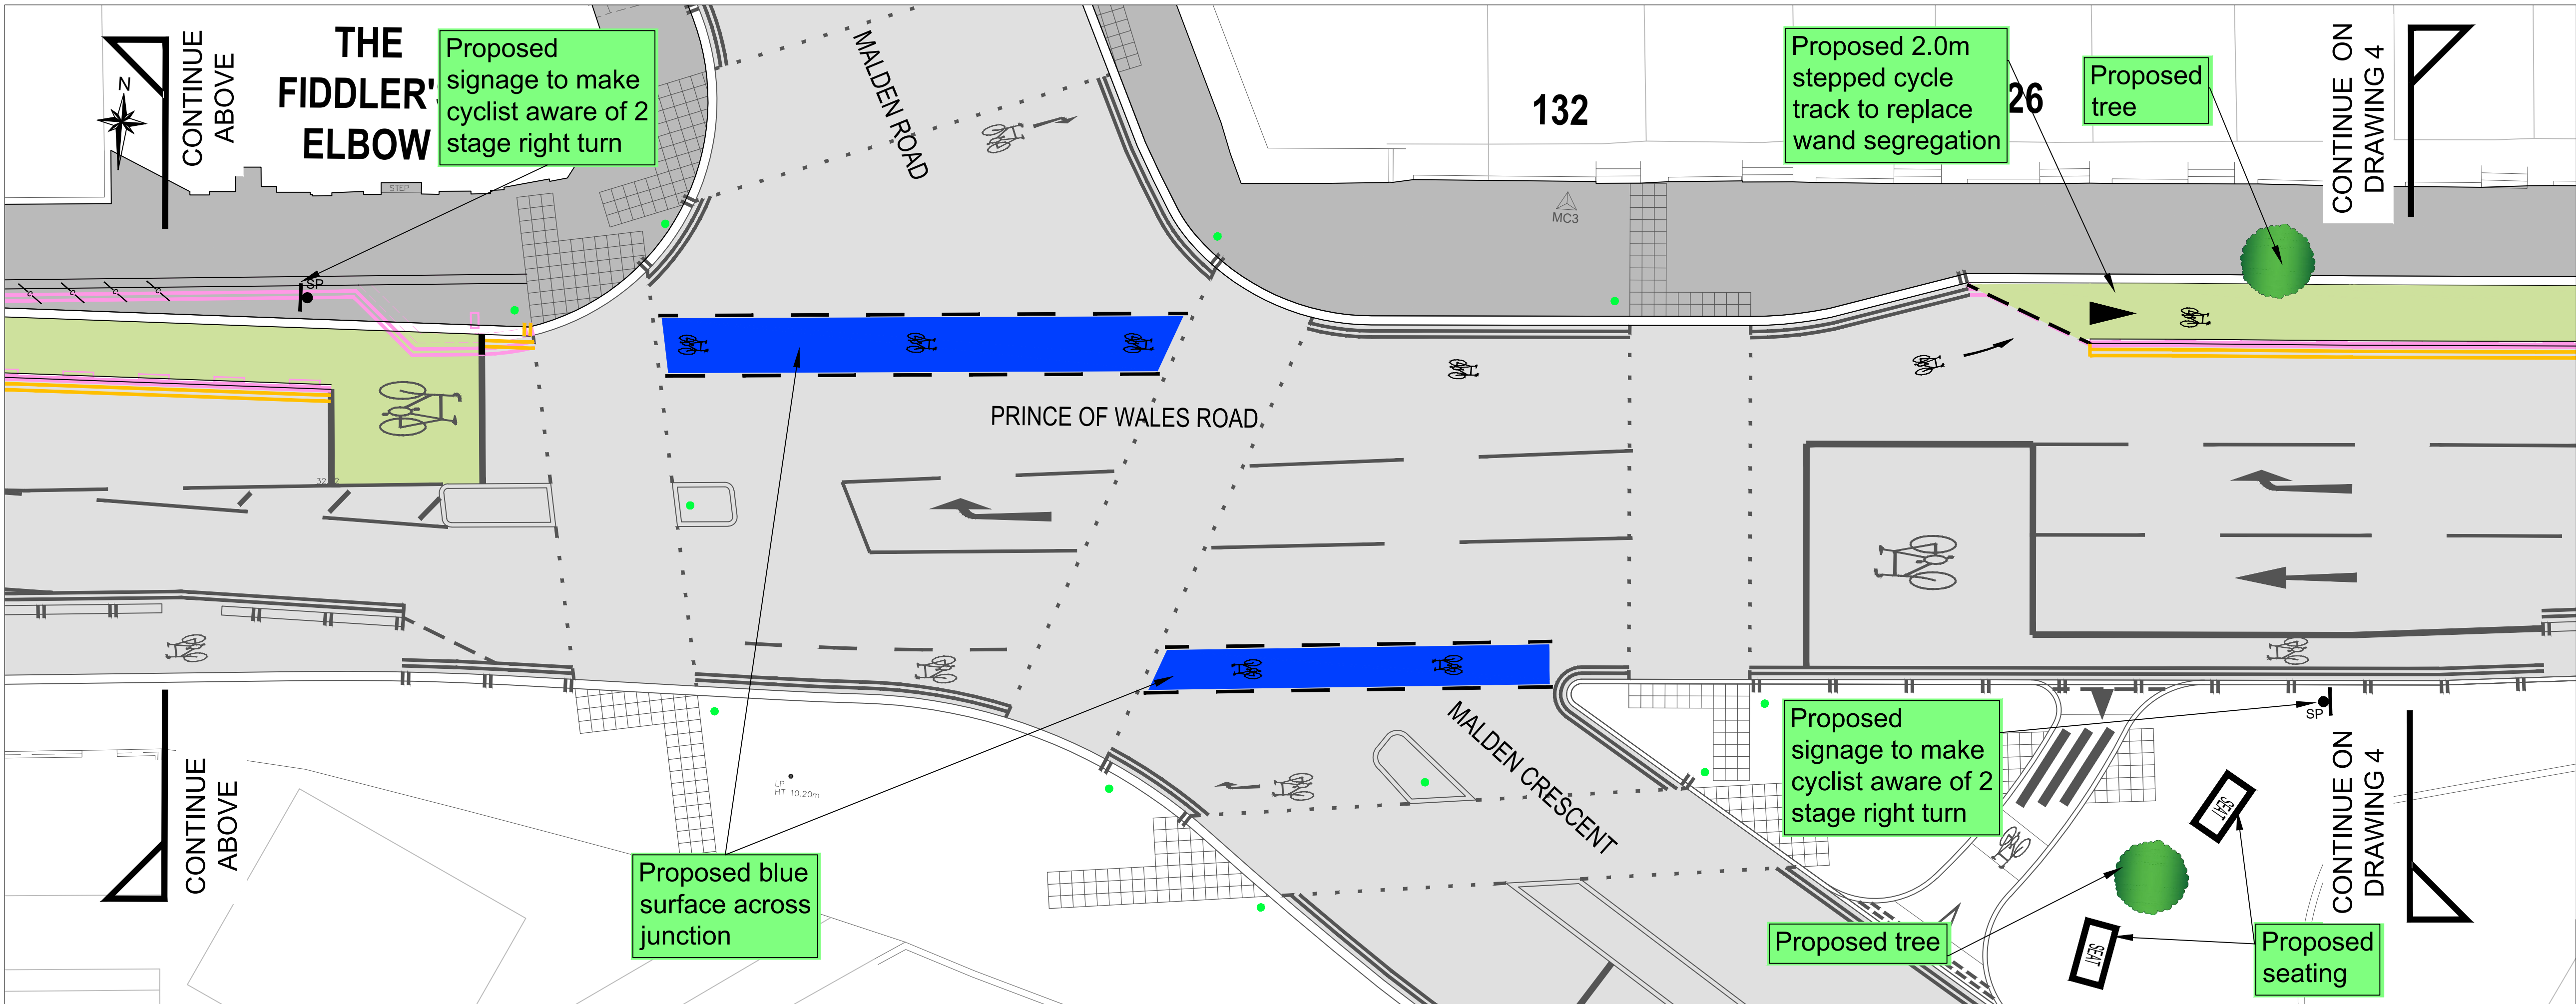 CONTINUE
ABOVE
N
THE
FIDDLER'S
ELBOW
Proposed
signage to make
cyclist aware of 2
stage right turn
STEP
MALDEN ROAD
132
MC3
Proposed 2.0m
stepped cycle
track to replace
wand segregation
26
Proposed
tree
CONTINUE ON
DRAWING 4
SP
PRINCE OF WALES ROAD
CONTINUE
ABOVE
LP
HT 10.20m
Proposed blue
surface across
junction
MALDEN CRESCENT
Proposed
signage to make
cyclist aware of 2
stage right turn
SP
SEAT
SEAT
Proposed tree
Proposed
seating
CONTINUE ON
DRAWING 4